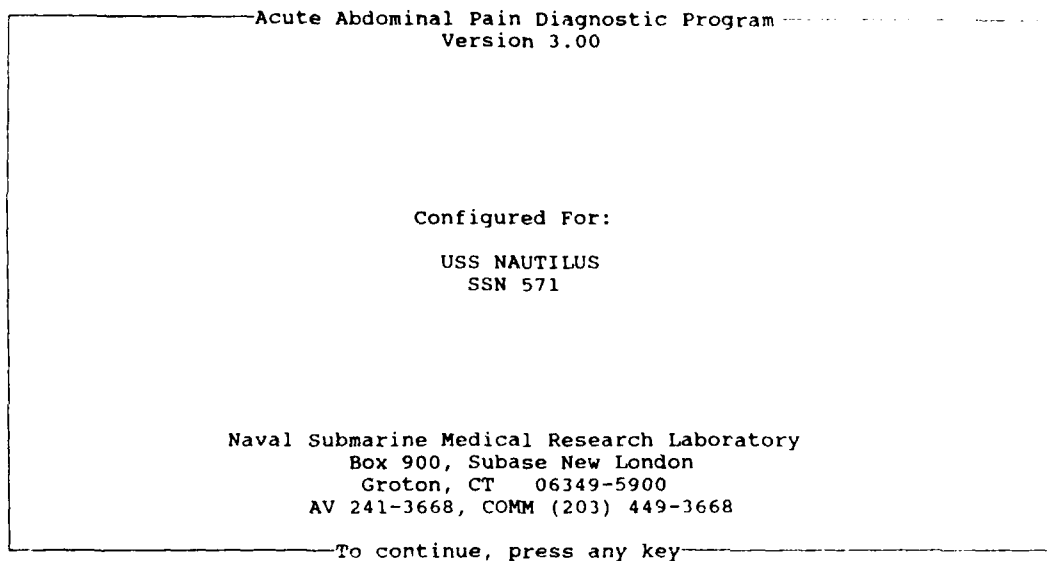 Acute Abdominal Pain Diagnostic Program
Version 3.00
Configured For:
USS NAUTILUS
SSN 571
Naval Submarine Medical Research Laboratory
Box 900, Subase New London
Groton, CT 06349-5900
AV 241-3668, COMM (203) 449-3668
To continue, press any key